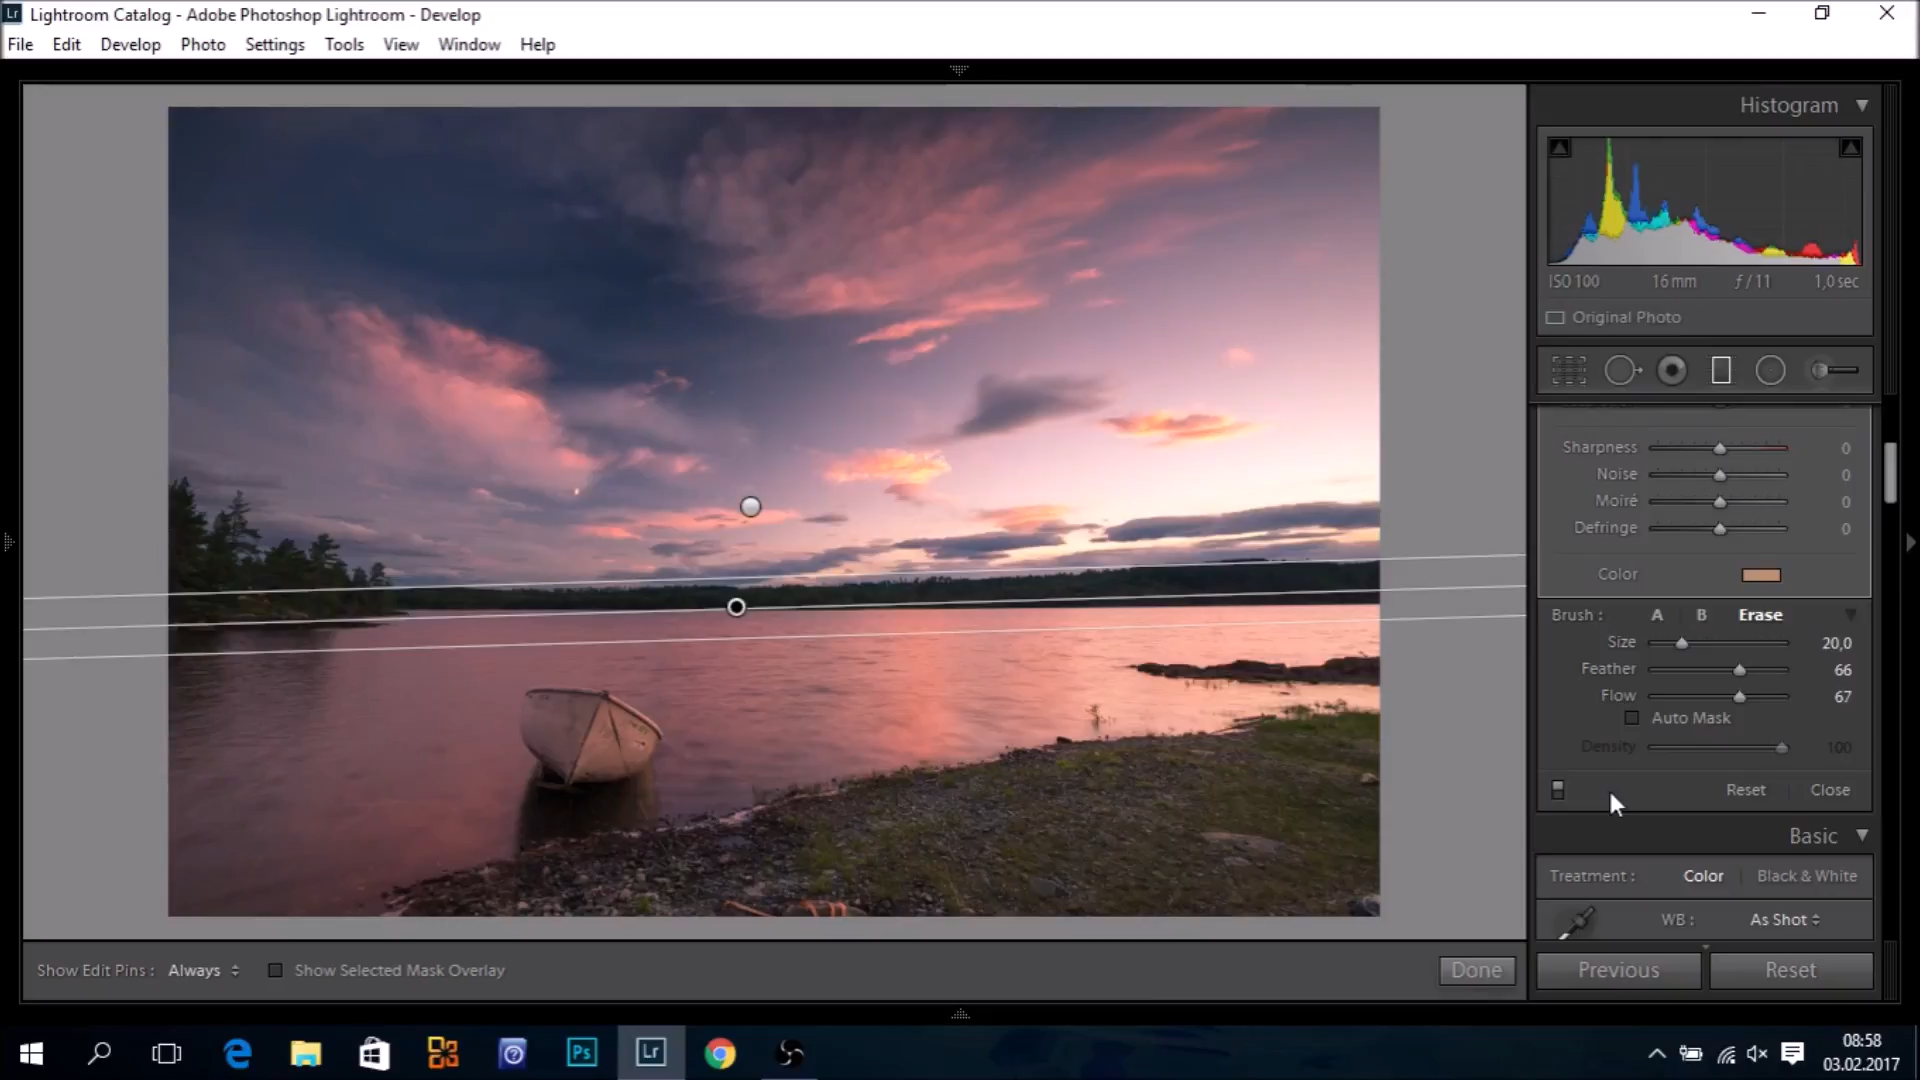 Lr Lightroom Catalog - Adobe Photoshop Lightroom - Develop
File Edit Develop Photo Settings Tools View Window Help
Histogram
ISO 100 16 mm ƒ / 11 1,0 sec
Original Photo
Sharpness 0
Noise 0
Moiré 0
Defringe 0
Color
Brush : A B Erase
Size 20,0
Feather 66
Flow 67
Auto Mask
Density 100
Reset Close
Basic
Treatment : Color Black & White
WB : As Shot
Show Edit Pins : Always Show Selected Mask Overlay Done Previous Reset
Ps Lr
08:58
03.02.2017